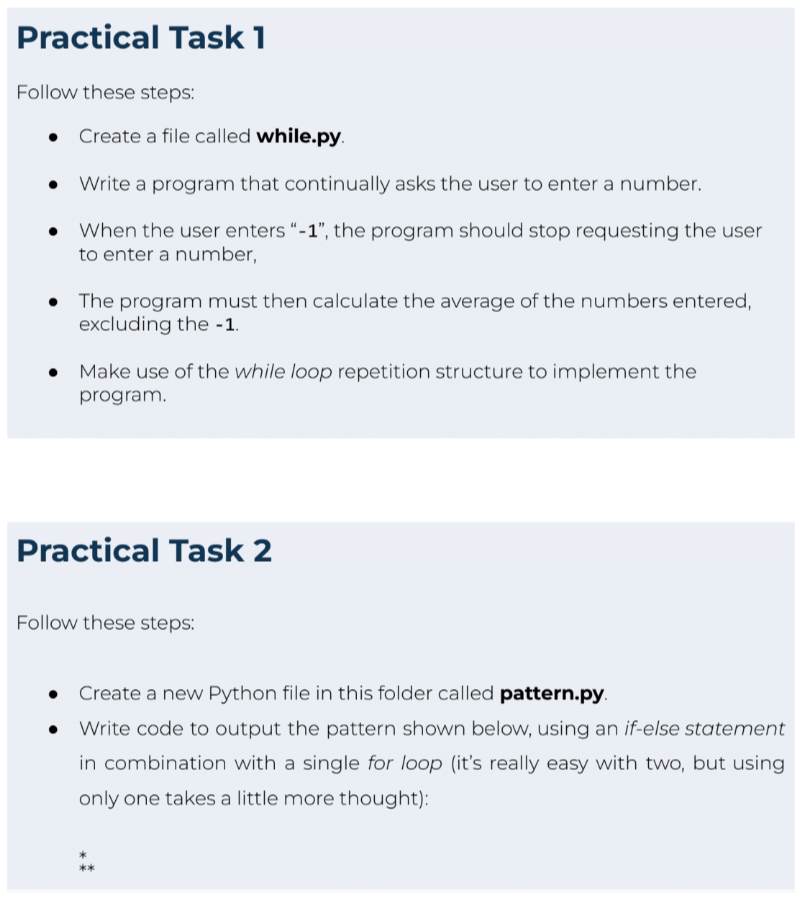 Practical Task 1
Follow these steps:
● Create a file called while.py.
● Write a program that continually asks the user to enter a number.
● When the user enters “-1”, the program should stop requesting the user
to enter a number,
● The program must then calculate the average of the numbers entered,
excluding the -1.
● Make use of the while loop repetition structure to implement the
program.
Practical Task 2
Follow these steps:
● Create a new Python file in this folder called pattern.py.
● Write code to output the pattern shown below, using an if-else statement
in combination with a single for loop (it’s really easy with two, but using
only one takes a little more thought):
*
**